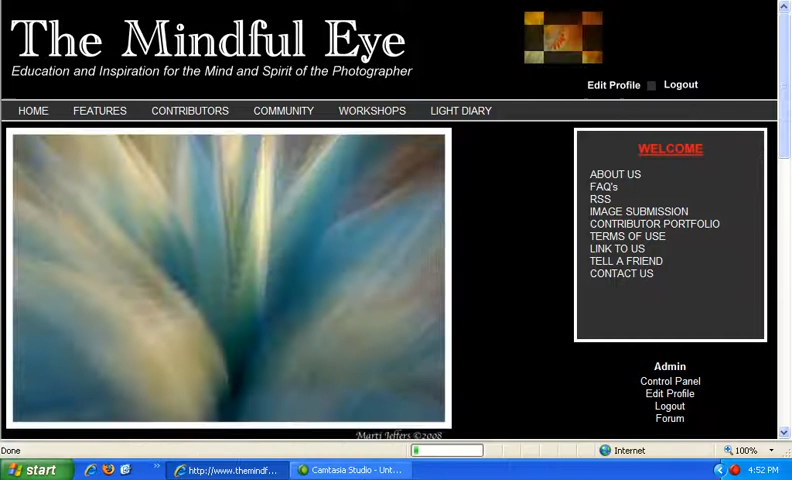 The Mindful Eye
Education and Inspiration for the Mind and Spirit of the Photographer
Edit Profile Logout
HOME FEATURES CONTRIBUTORS COMMUNITY WORKSHOPS LIGHT DIARY
WELCOME
ABOUT US
FAQ's
RSS
IMAGE SUBMISSION
CONTRIBUTOR PORTFOLIO
TERMS OF USE
LINK TO US
TELL A FRIEND
CONTACT US
Admin
Control Panel
Edit Profile
Logout
Forum
Marti Jeffers ©2008
Done Internet 100%
start http://www.themindf... Camtasia Studio - Unt... 4:52 PM